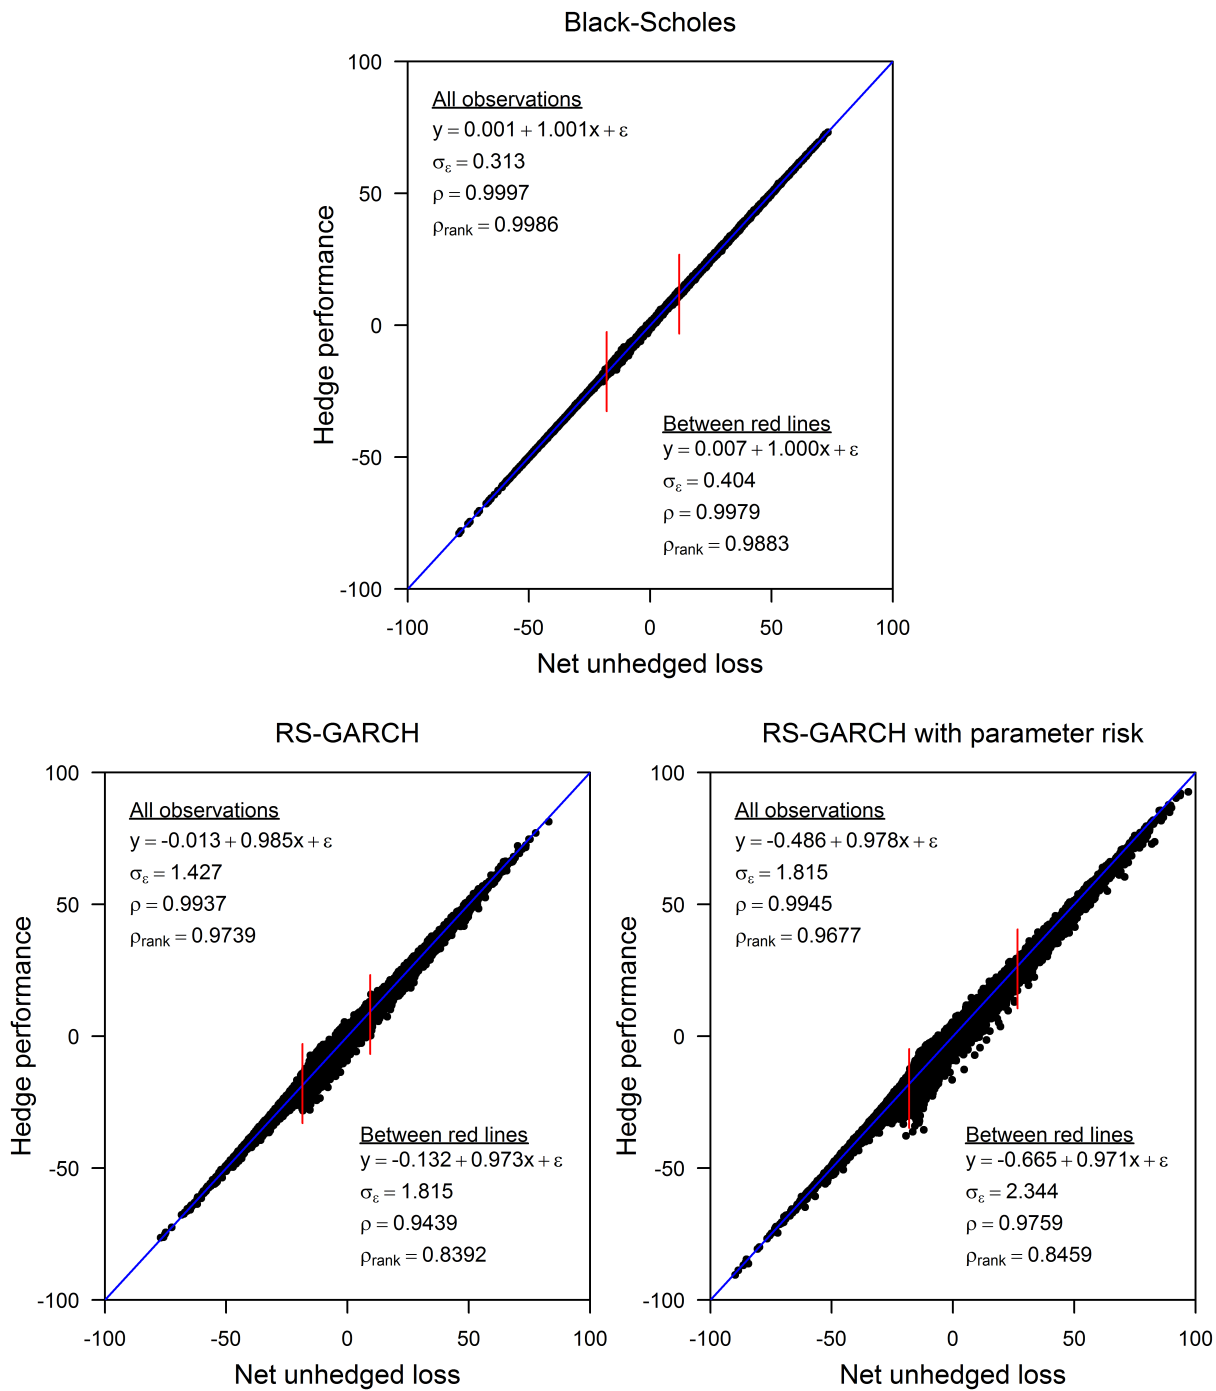 Black-Scholes
100
50
0
-50
-100
Hedge performance
All observations
y = 0.001 + 1.001x + ε
σε = 0.313
ρ = 0.9997
ρrank = 0.9986
Between red lines
y = 0.007 + 1.000x + ε
σε = 0.404
ρ = 0.9979
ρrank = 0.9883
-100 -50 0 50 100
Net unhedged loss
RS-GARCH
100
50
0
-50
-100
Hedge performance
All observations
y = -0.013 + 0.985x + ε
σε = 1.427
ρ = 0.9937
ρrank = 0.9739
Between red lines
y = -0.132 + 0.973x + ε
σε = 1.815
ρ = 0.9439
ρrank = 0.8392
-100 -50 0 50 100
Net unhedged loss
RS-GARCH with parameter risk
100
50
0
-50
-100
Hedge performance
All observations
y = -0.486 + 0.978x + ε
σε = 1.815
ρ = 0.9945
ρrank = 0.9677
Between red lines
y = -0.665 + 0.971x + ε
σε = 2.344
ρ = 0.9759
ρrank = 0.8459
-100 -50 0 50 100
Net unhedged loss